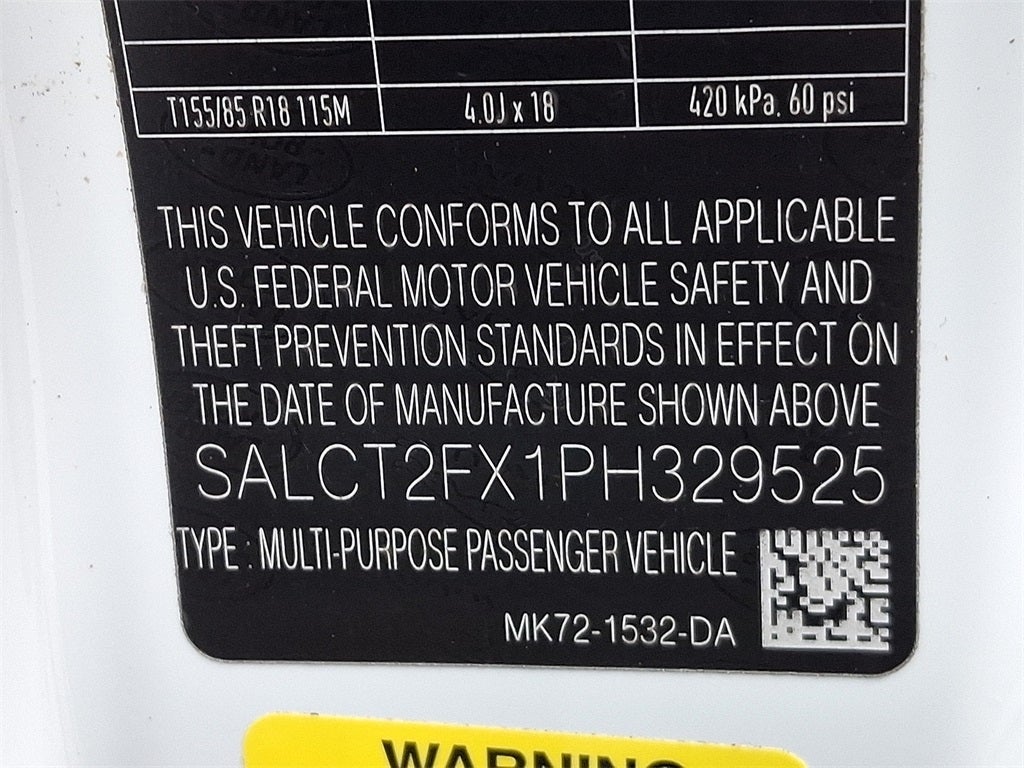 T155/85 R18 115M 4.0J x 18 420 kPa. 60 psi
THIS VEHICLE CONFORMS TO ALL APPLICABLE
U.S. FEDERAL MOTOR VEHICLE SAFETY AND
THEFT PREVENTION STANDARDS IN EFFECT ON
THE DATE OF MANUFACTURE SHOWN ABOVE
SALCT2FX1PH329525
TYPE : MULTI-PURPOSE PASSENGER VEHICLE
MK72-1532-DA
WARNING